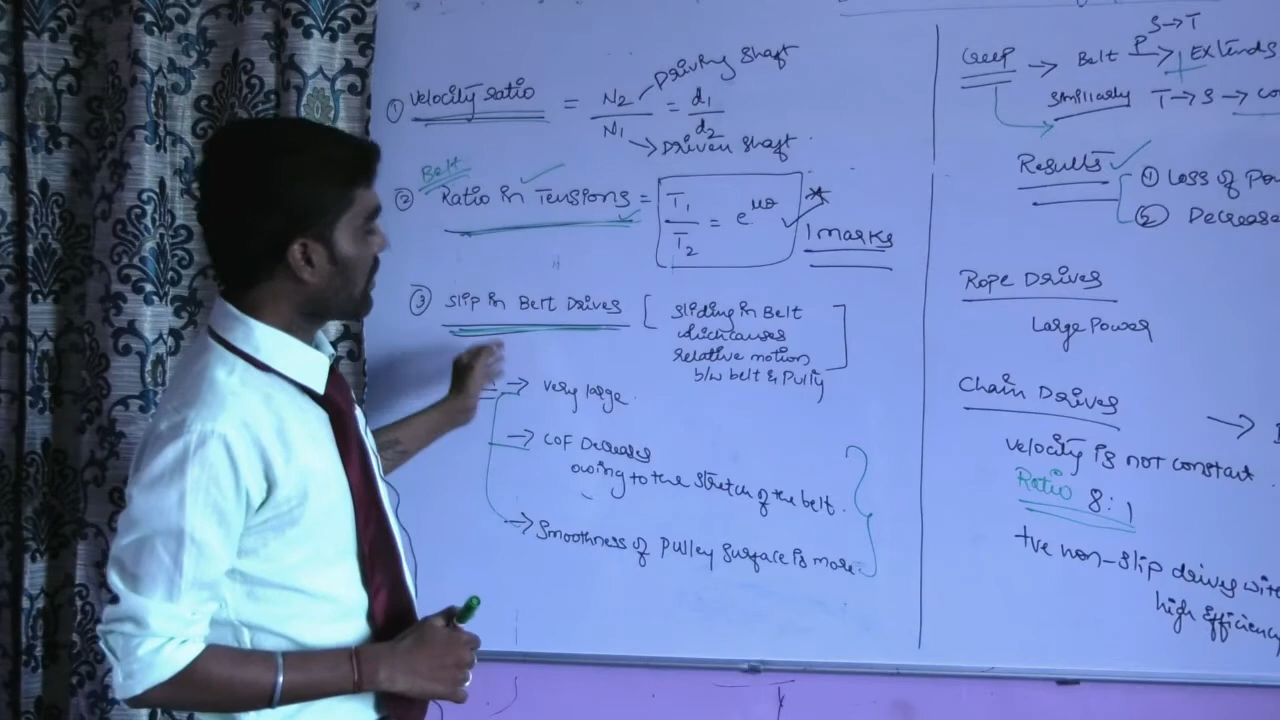 ① Velocity ratio = N2 / N1 = d1 / d2
Driving shaft
Driven shaft.
Belt
② Ratio in Tensions = T1 / T2 = e^μθ
1 Marks
③ Slip in Belt Drives [ Sliding in Belt
which causes
relative motion
b/w belt & Pully ]
→ very large.
→ COF Decreases
owing to the stretch of the belt.
→ Smoothness of Pulley surface is more.
S→T
Creep → Belt P→ Extends
Similiarly T→S →
Results ① Loss of
② Decrease
Rope Drives
Large Power
Chain Drives →
Velocity is not constant.
Ratio 8:1
+ve non-slip drives
high efficiency